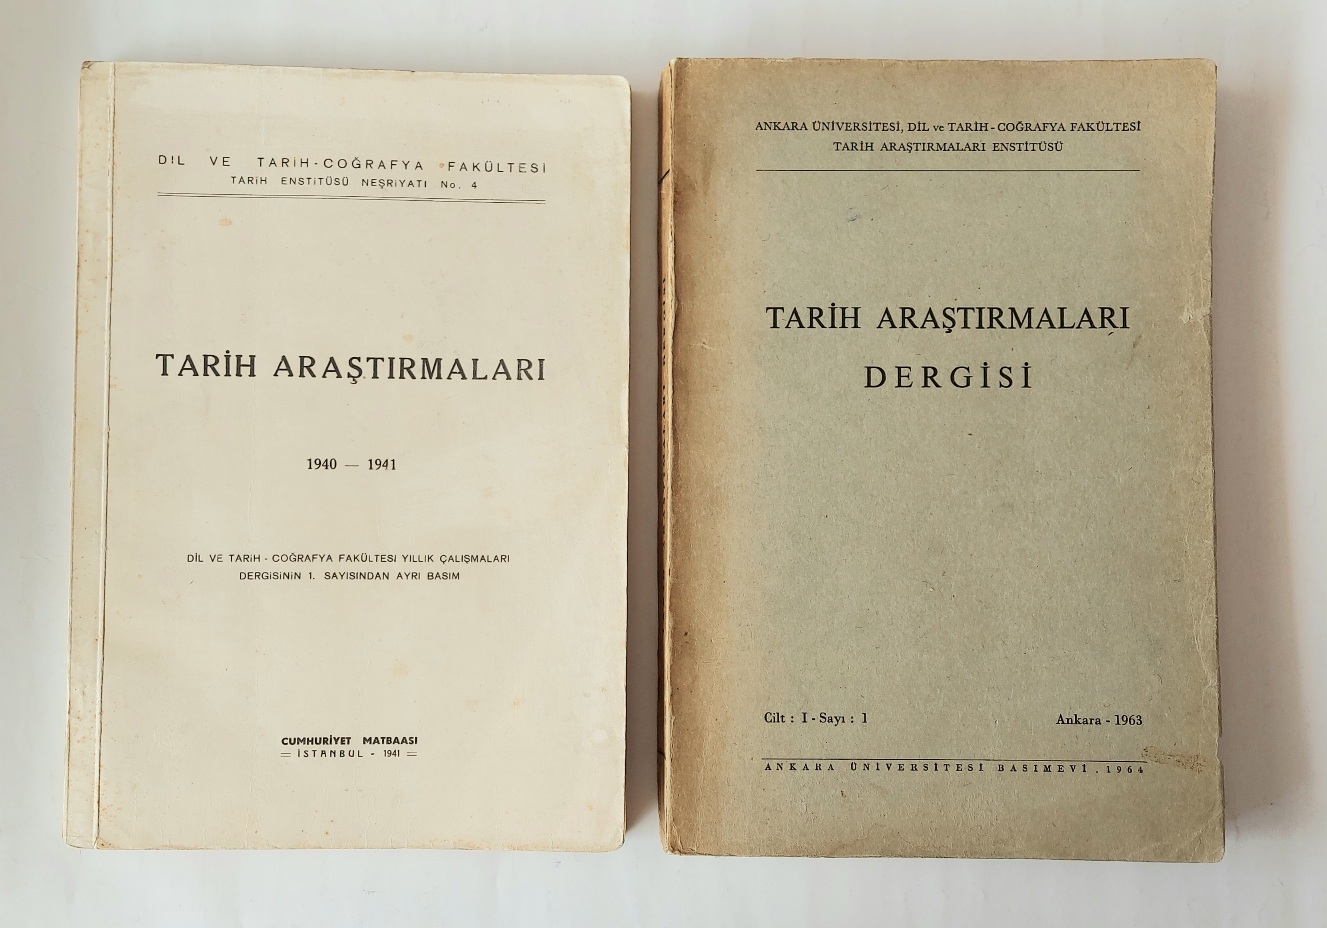 DİL VE TARİH-COĞRAFYA FAKÜLTESİ
TARİH ENSTİTÜSÜ NEŞRİYATI No. 4
TARİH ARAŞTIRMALARI
1940 — 1941
DİL VE TARİH - COĞRAFYA FAKÜLTESI YILLIK ÇALIŞMALARI
DERGİSİNİN 1. SAYISINDAN AYRI BASIM
CUMHURİYET MATBAASI
İSTANBUL - 1941
ANKARA ÜNİVERSİTESİ, DİL ve TARİH - COĞRAFYA FAKÜLTESİ
TARİH ARAŞTIRMALARI ENSTİTÜSÜ
TARİH ARAŞTIRMALARI
DERGİSİ
Cilt : I - Sayı : 1 Ankara - 1963
ANKARA ÜNİVERSİTESİ BASIMEVİ . 1964